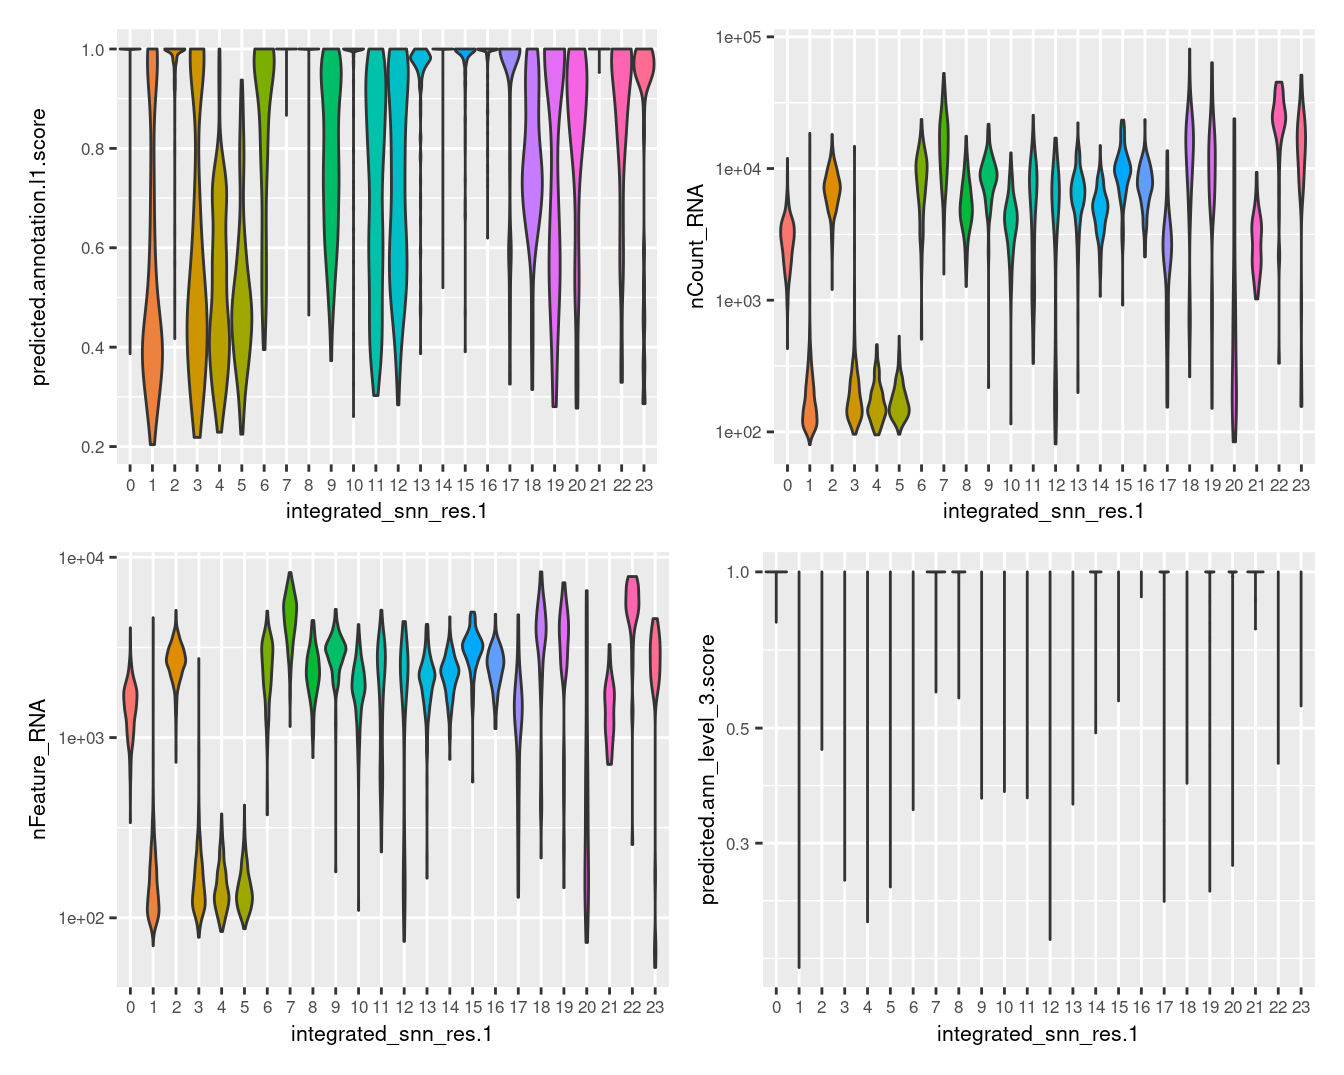 predicted.annotation.l1.score
1.0
0.8
0.6
0.4
0.2
0 1 2 3 4 5 6 7 8 9 10 11 12 13 14 15 16 17 18 19 20 21 22 23
integrated_snn_res.1
nCount_RNA
1e+05
1e+04
1e+03
1e+02
0 1 2 3 4 5 6 7 8 9 10 11 12 13 14 15 16 17 18 19 20 21 22 23
integrated_snn_res.1
nFeature_RNA
1e+04
1e+03
1e+02
0 1 2 3 4 5 6 7 8 9 10 11 12 13 14 15 16 17 18 19 20 21 22 23
integrated_snn_res.1
predicted.ann_level_3.score
1.0
0.5
0.3
0 1 2 3 4 5 6 7 8 9 10 11 12 13 14 15 16 17 18 19 20 21 22 23
integrated_snn_res.1